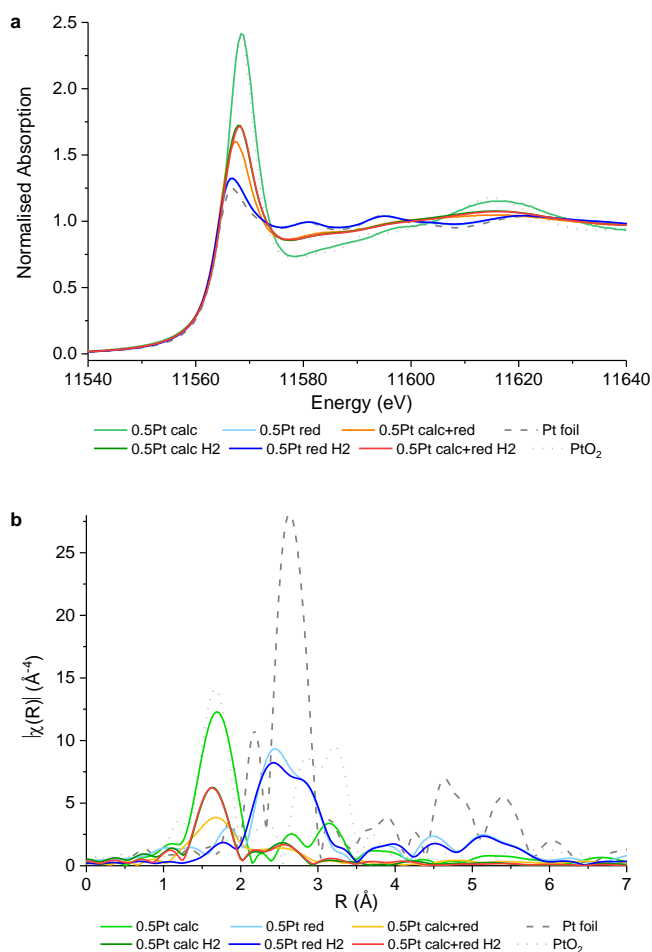 a
2.5
2.0
1.5
1.0
0.5
0.0
Normalised Absorption
11540 11560 11580 11600 11620 11640
Energy (eV)
0.5Pt calc 0.5Pt red 0.5Pt calc+red Pt foil
0.5Pt calc H2 0.5Pt red H2 0.5Pt calc+red H2 PtO₂
b
25
20
15
10
5
0
|χ(R)| (Å⁻⁴)
0 1 2 3 4 5 6 7
R (Å)
0.5Pt calc 0.5Pt red 0.5Pt calc+red Pt foil
0.5Pt calc H2 0.5Pt red H2 0.5Pt calc+red H2 PtO₂